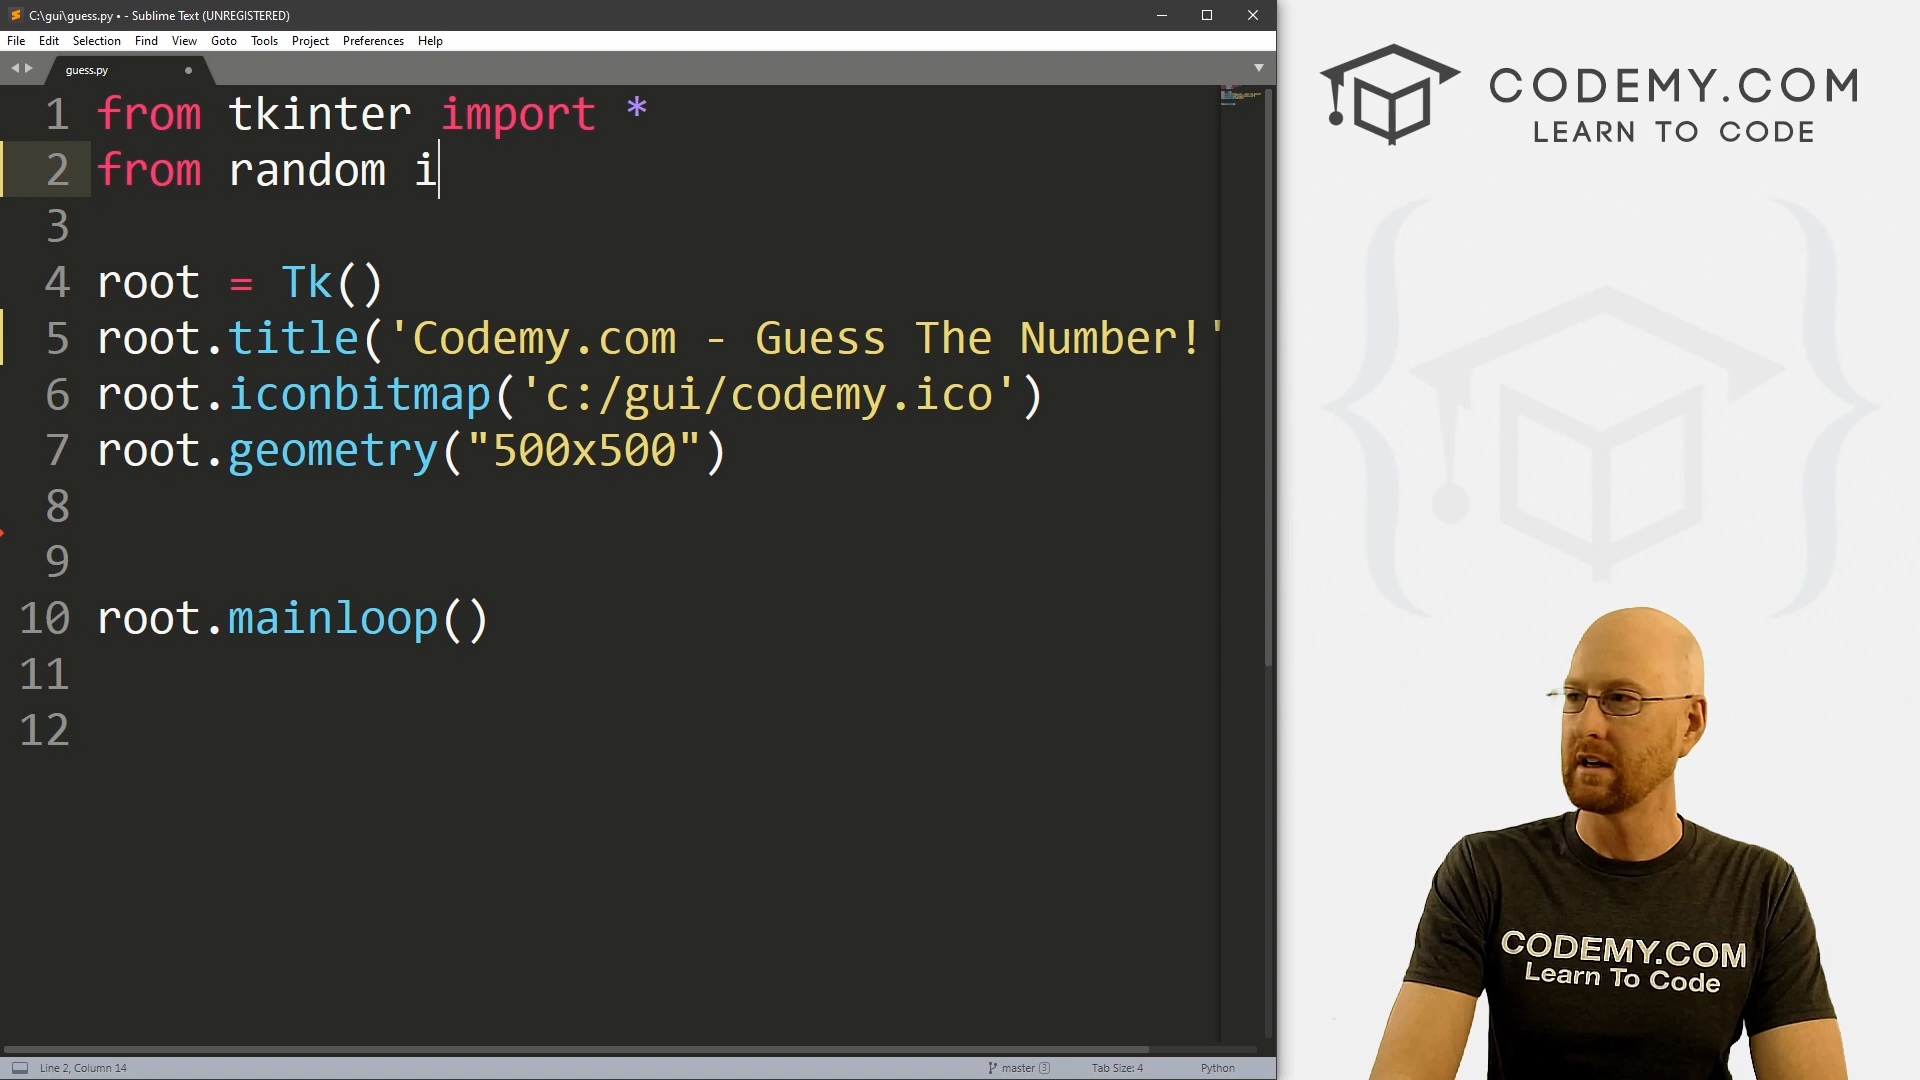 C:\gui\guess.py • - Sublime Text (UNREGISTERED)
File Edit Selection Find View Goto Tools Project Preferences Help
guess.py
1 from tkinter import *
2 from random i
3
4 root = Tk()
5 root.title('Codemy.com - Guess The Number!'
6 root.iconbitmap('c:/gui/codemy.ico')
7 root.geometry("500x500")
8
9
10 root.mainloop()
11
12
Line 2, Column 14
master 3
Tab Size: 4
Python
CODEMY.COM
LEARN TO CODE
CODEMY.COM
Learn To Code